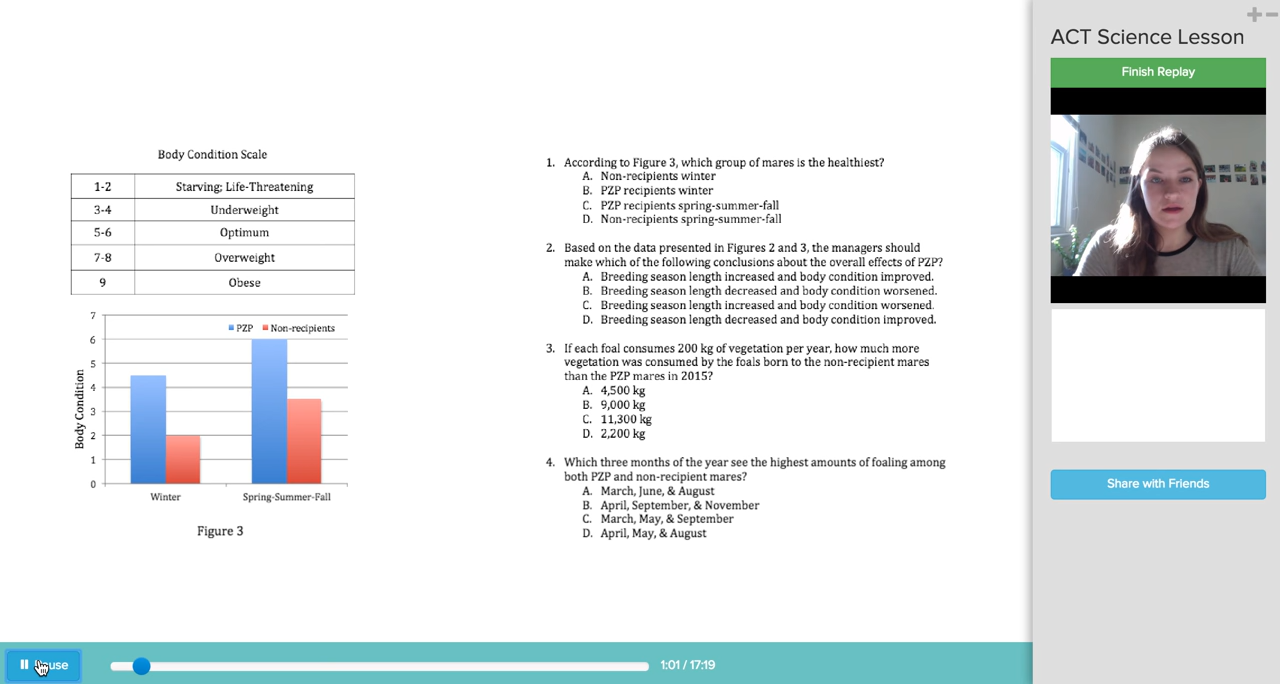 ACT Science Lesson
Finish Replay
Body Condition Scale
1-2 Starving; Life-Threatening
3-4 Underweight
5-6 Optimum
7-8 Overweight
9 Obese
PZP Non-recipients
7
6
5
4
3
2
1
0
Body Condition
Winter Spring-Summer-Fall
Figure 3
1. According to Figure 3, which group of mares is the healthiest?
A. Non-recipients winter
B. PZP recipients winter
C. PZP recipients spring-summer-fall
D. Non-recipients spring-summer-fall
2. Based on the data presented in Figures 2 and 3, the managers should
make which of the following conclusions about the overall effects of PZP?
A. Breeding season length increased and body condition improved.
B. Breeding season length decreased and body condition worsened.
C. Breeding season length increased and body condition worsened.
D. Breeding season length decreased and body condition improved.
3. If each foal consumes 200 kg of vegetation per year, how much more
vegetation was consumed by the foals born to the non-recipient mares
than the PZP mares in 2015?
A. 4,500 kg
B. 9,000 kg
C. 11,300 kg
D. 2,200 kg
4. Which three months of the year see the highest amounts of foaling among
both PZP and non-recipient mares?
A. March, June, & August
B. April, September, & November
C. March, May, & September
D. April, May, & August
Share with Friends
1:01 / 17:19